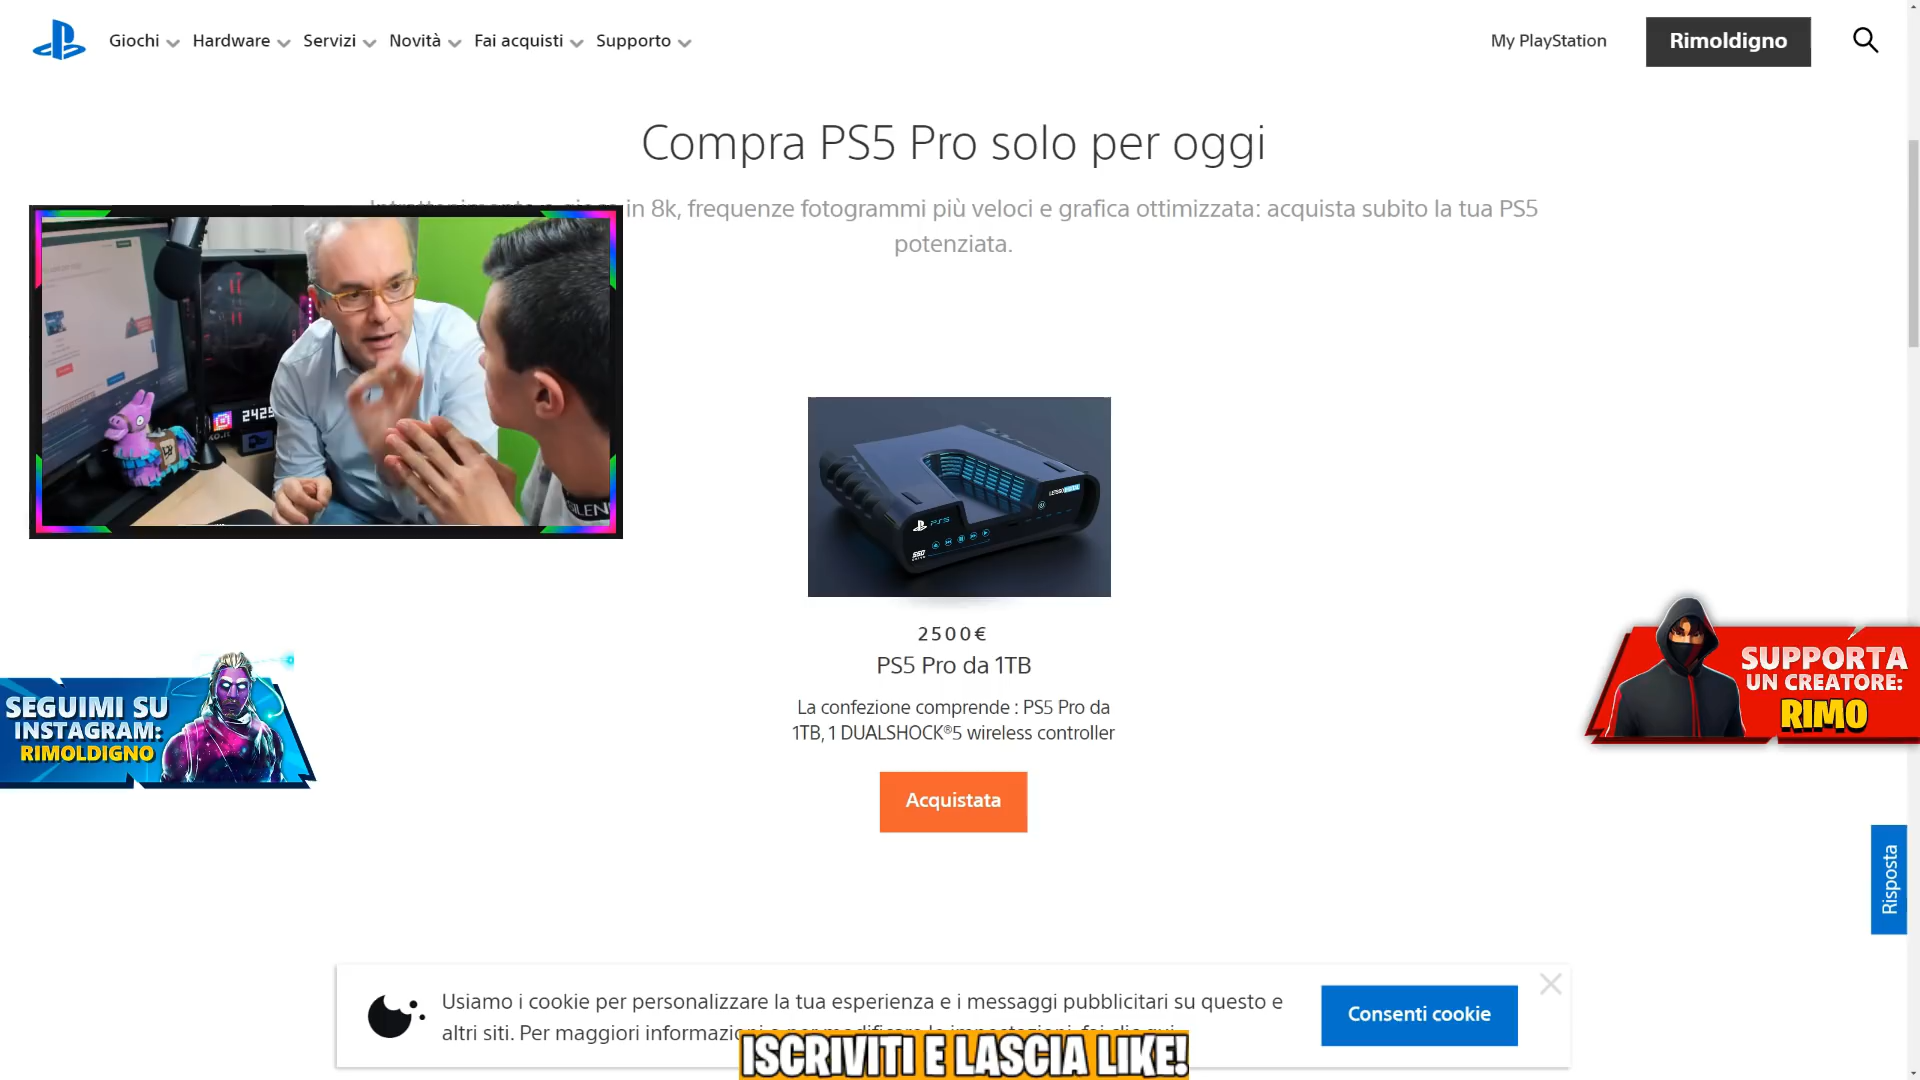 Giochi
Hardware
Servizi
Novità
Fai acquisti
Supporto
My PlayStation
Rimoldigno
Compra PS5 Pro solo per oggi
in 8k, frequenze fotogrammi più veloci e grafica ottimizzata: acquista subito la tua PS5
potenziata.
2425
PS5
SSD
2500€
PS5 Pro da 1TB
La confezione comprende : PS5 Pro da
1TB, 1 DUALSHOCK®5 wireless controller
Acquistata
SEGUIMI SU
INSTAGRAM:
RIMOLDIGNO
SUPPORTA
UN CREATORE:
RIMO
Risposta
Usiamo i cookie per personalizzare la tua esperienza e i messaggi pubblicitari su questo e
altri siti. Per maggiori informazioni
Consenti cookie
ISCRIVITI E LASCIA LIKE!